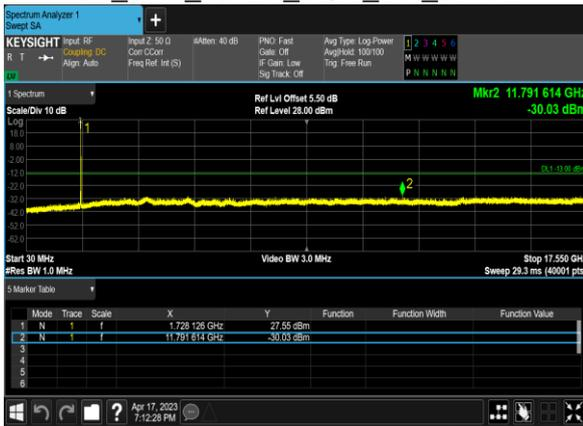 Spectrum Analyzer 1
Swept SA
+
KEYSIGHT
R T
LV
Input: RF
Coupling: DC
Align: Auto
Input Z: 50 Ω
Corr CCorr
Freq Ref: Int (S)
#Atten: 40 dB
PNO: Fast
Gate: Off
IF Gain: Low
Sig Track: Off
Avg Type: Log-Power
Avg|Hold: 100/100
Trig: Free Run
1 2 3 4 5 6
M W W W W W
P N N N N N
1 Spectrum
Scale/Div 10 dB
Ref Lvl Offset 5.50 dB
Ref Level 28.00 dBm
Mkr2 11.791 614 GHz
-30.03 dBm
Log
18.0
8.00
-2.00
-12.0
-22.0
-32.0
-42.0
-52.0
-62.0
1
2
DL1 -13.00 dBm
Start 30 MHz
#Res BW 1.0 MHz
Video BW 3.0 MHz
Stop 17.550 GHz
Sweep 29.3 ms (40001 pts)
5 Marker Table
Mode Trace Scale X Y Function Function Width Function Value
1 N 1 f 1.728 126 GHz 27.55 dBm
2 N 1 f 11.791 614 GHz -30.03 dBm
3
4
5
6
?
Apr 17, 2023
7:12:28 PM